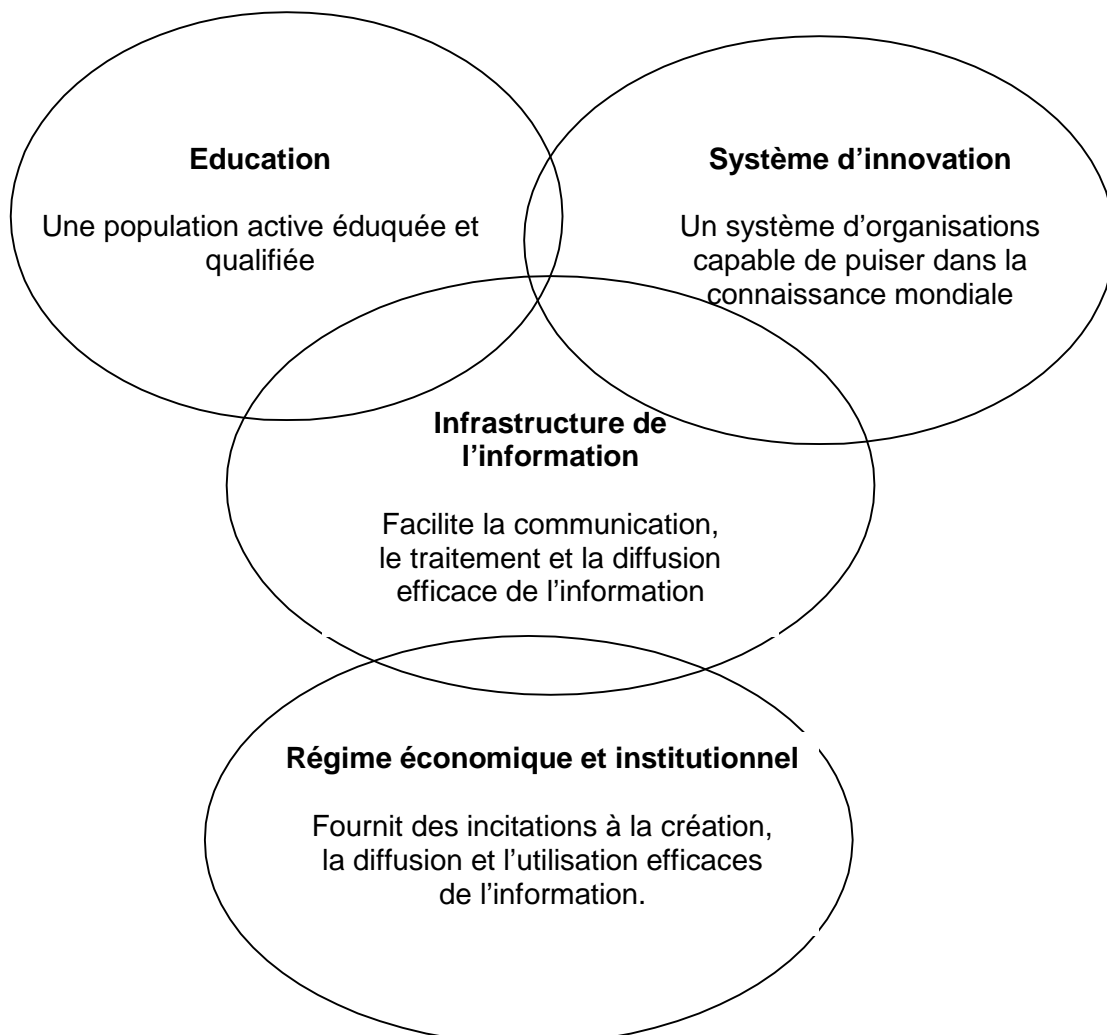 Education
Une population active éduquée et
qualifiée
Système d’innovation
Un système d’organisations
capable de puiser dans la
connaissance mondiale
Infrastructure de
l’information
Facilite la communication,
le traitement et la diffusion
efficace de l’information
Régime économique et institutionnel
Fournit des incitations à la création,
la diffusion et l’utilisation efficaces
de l’information.